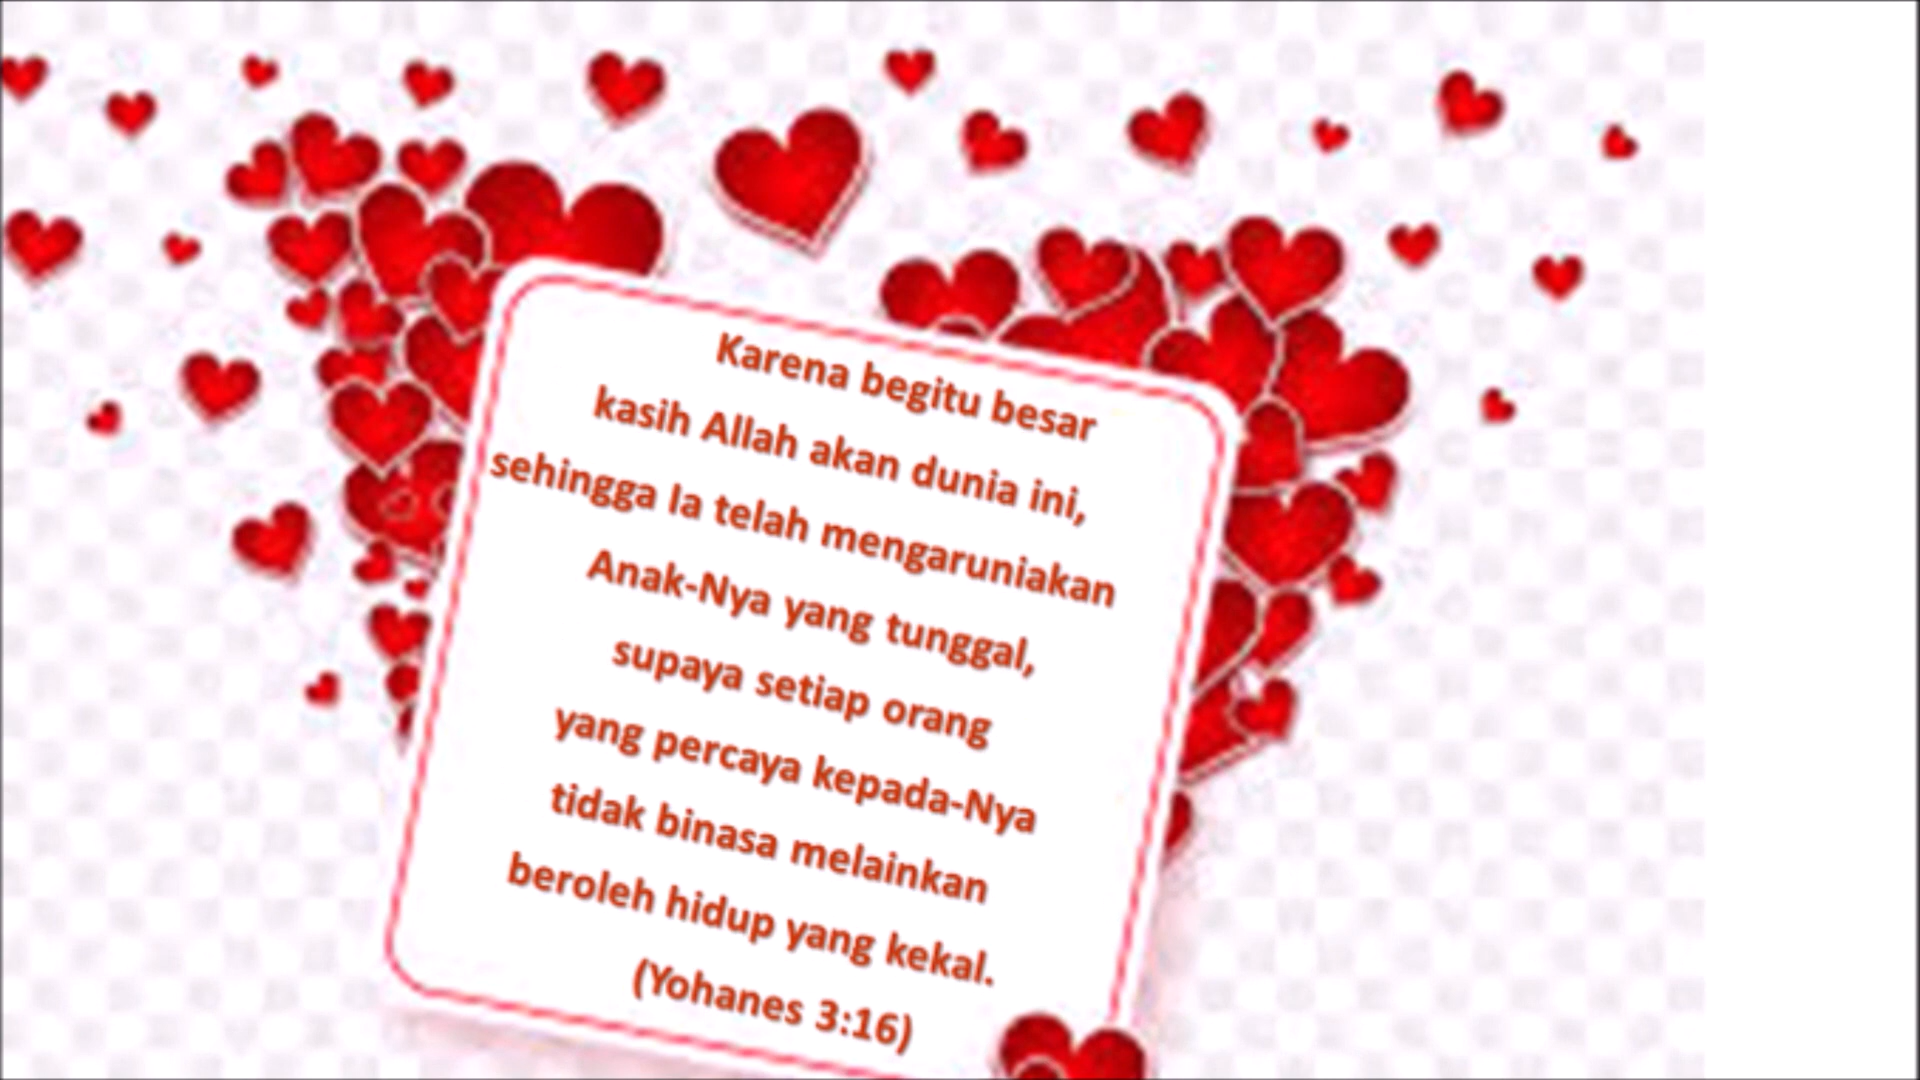 Karena begitu besar
kasih Allah akan dunia ini,
sehingga Ia telah mengaruniakan
Anak-Nya yang tunggal,
supaya setiap orang
yang percaya kepada-Nya
tidak binasa melainkan
beroleh hidup yang kekal.
(Yohanes 3:16)